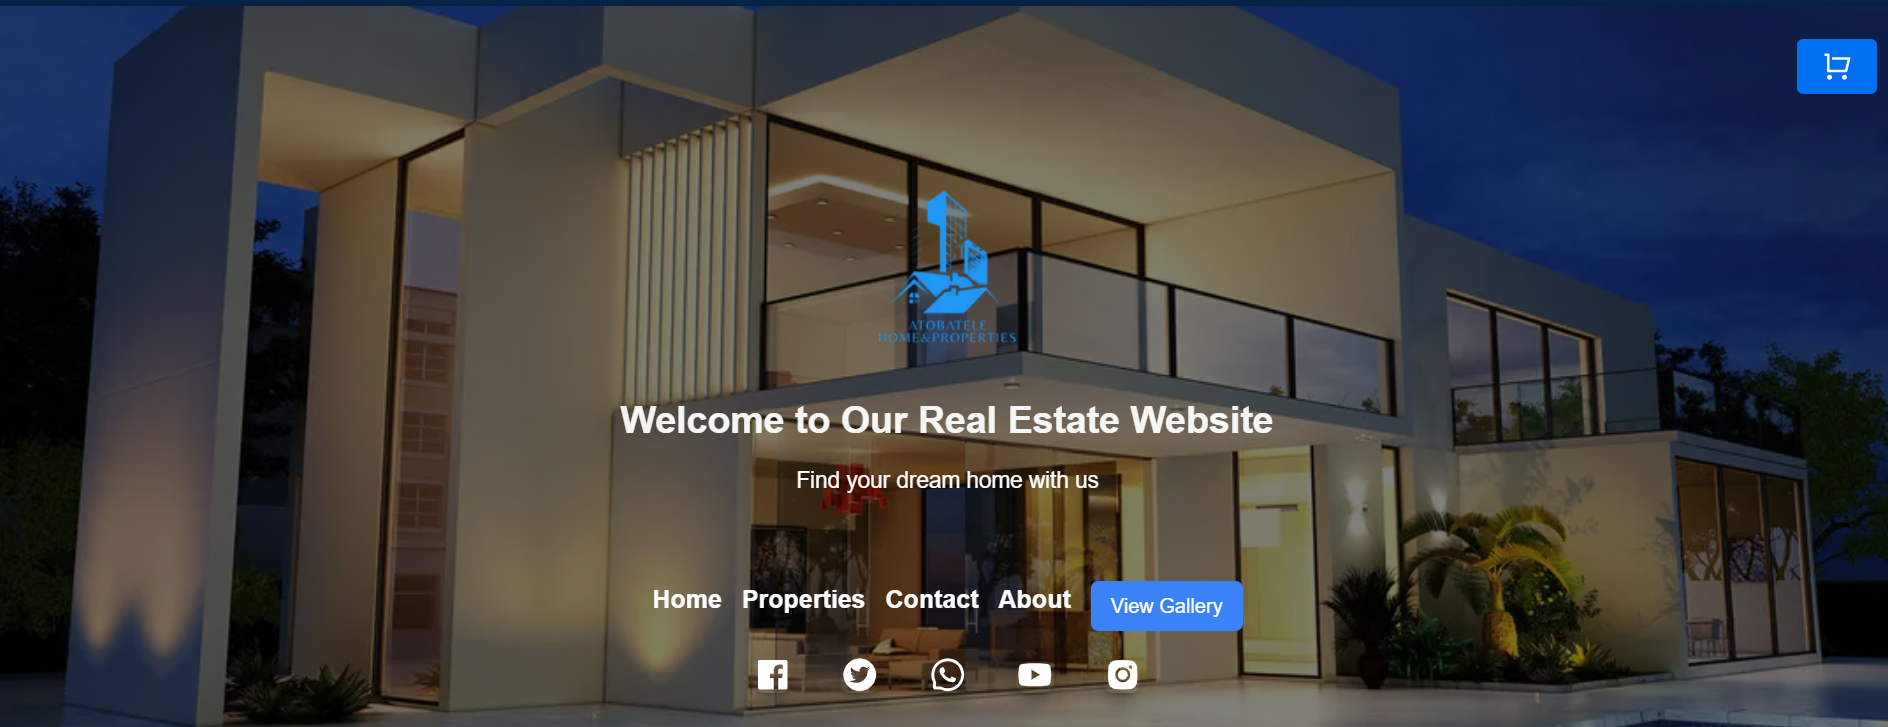 ATOBATELE
HOME&PROPERTIES
Welcome to Our Real Estate Website
Find your dream home with us
Home Properties Contact About View Gallery